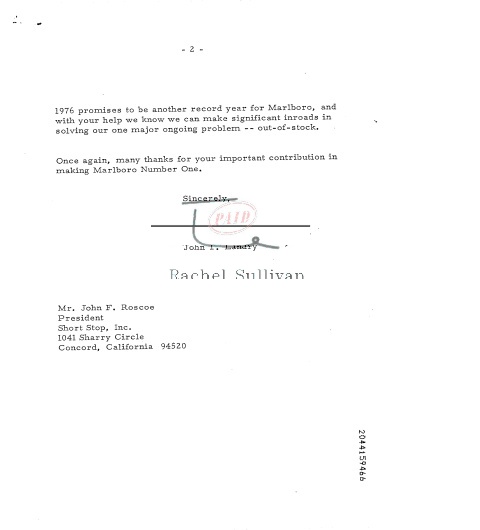 - 2 -
1976 promises to be another record year for Marlboro, and
with your help we know we can make significant inroads in
solving our one major ongoing problem -- out-of-stock.
Once again, many thanks for your important contribution in
making Marlboro Number One.
Sincerely,
PAID
John T. Landry
Rachel Sullivan
Mr. John F. Roscoe
President
Short Stop, Inc.
1041 Sharry Circle
Concord, California 94520
2044159466